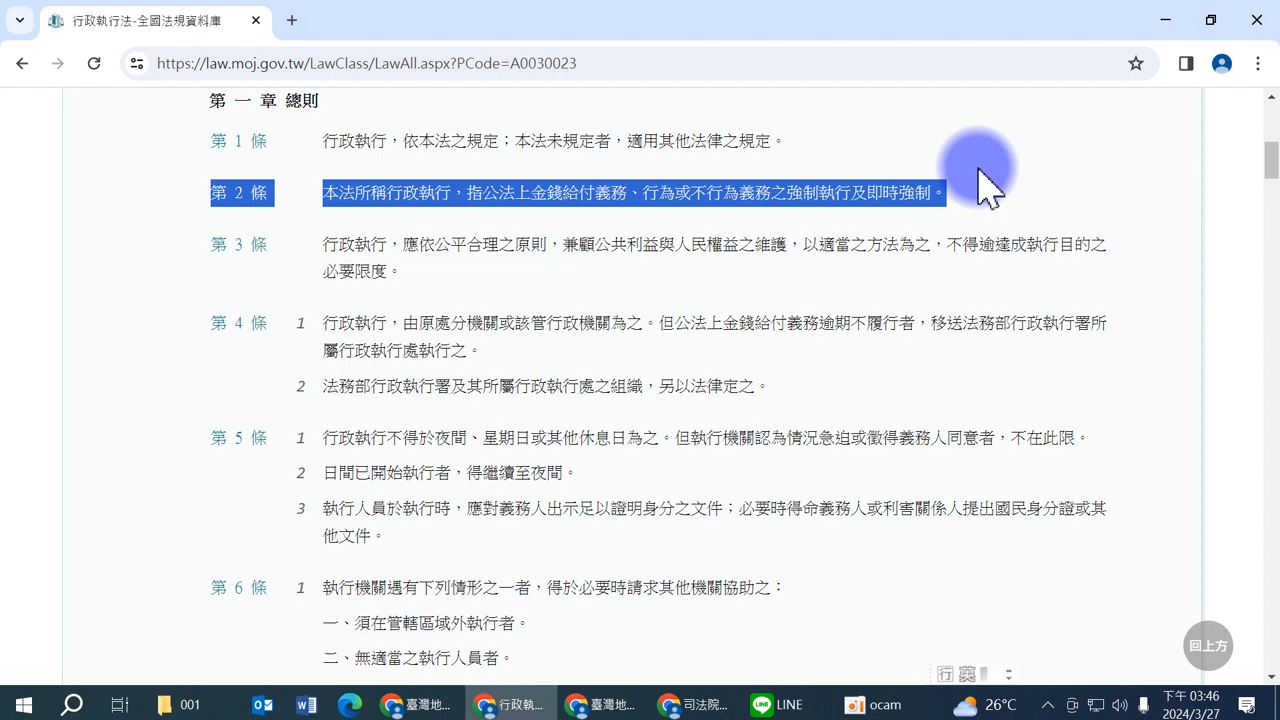 行政執行法-全國法規資料庫
https://law.moj.gov.tw/LawClass/LawAll.aspx?PCode=A0030023
第 一 章 總則
第 1 條 行政執行，依本法之規定；本法未規定者，適用其他法律之規定。
第 2 條 本法所稱行政執行，指公法上金錢給付義務、行為或不行為義務之強制執行及即時強制。
第 3 條 行政執行，應依公平合理之原則，兼顧公共利益與人民權益之維護，以適當之方法為之，不得逾達成執行目的之
必要限度。
第 4 條 1 行政執行，由原處分機關或該管行政機關為之。但公法上金錢給付義務逾期不履行者，移送法務部行政執行署所
屬行政執行處執行之。
2 法務部行政執行署及其所屬行政執行處之組織，另以法律定之。
第 5 條 1 行政執行不得於夜間、星期日或其他休息日為之。但執行機關認為情況急迫或徵得義務人同意者，不在此限。
2 日間已開始執行者，得繼續至夜間。
3 執行人員於執行時，應對義務人出示足以證明身分之文件；必要時得命義務人或利害關係人提出國民身分證或其
他文件。
第 6 條 1 執行機關遇有下列情形之一者，得於必要時請求其他機關協助之：
一、須在管轄區域外執行者。
二、無適當之執行人員者。
回上方
行 英
001 臺灣地... 行政執... 臺灣地... 司法院... LINE ocam 26°C 下午 03:46
2024/3/27